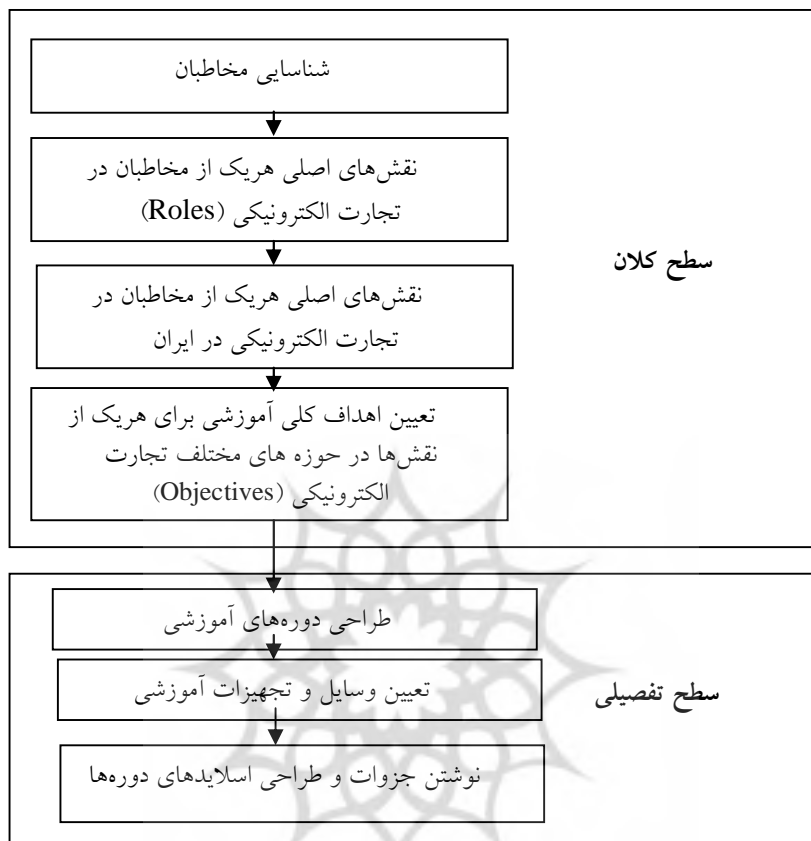 شناسایی مخاطبان
نقش‌های اصلی هریک از مخاطبان در
تجارت الکترونیکی (Roles)
نقش‌های اصلی هریک از مخاطبان در
تجارت الکترونیکی در ایران
تعیین اهداف کلی آموزشی برای هریک از
نقش‌ها در حوزه های مختلف تجارت
الکترونیکی (Objectives)
سطح کلان
طراحی دوره‌های آموزشی
تعیین وسایل و تجهیزات آموزشی
نوشتن جزوات و طراحی اسلایدهای دوره‌ها
سطح تفصیلی